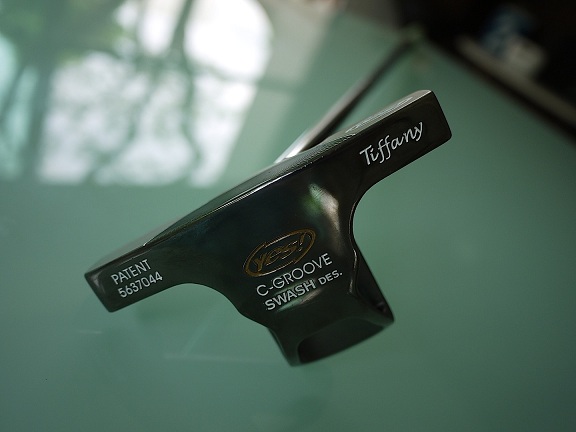 Tiffany
yes!
C-GROOVE
SWASH DES.
PATENT
5637044